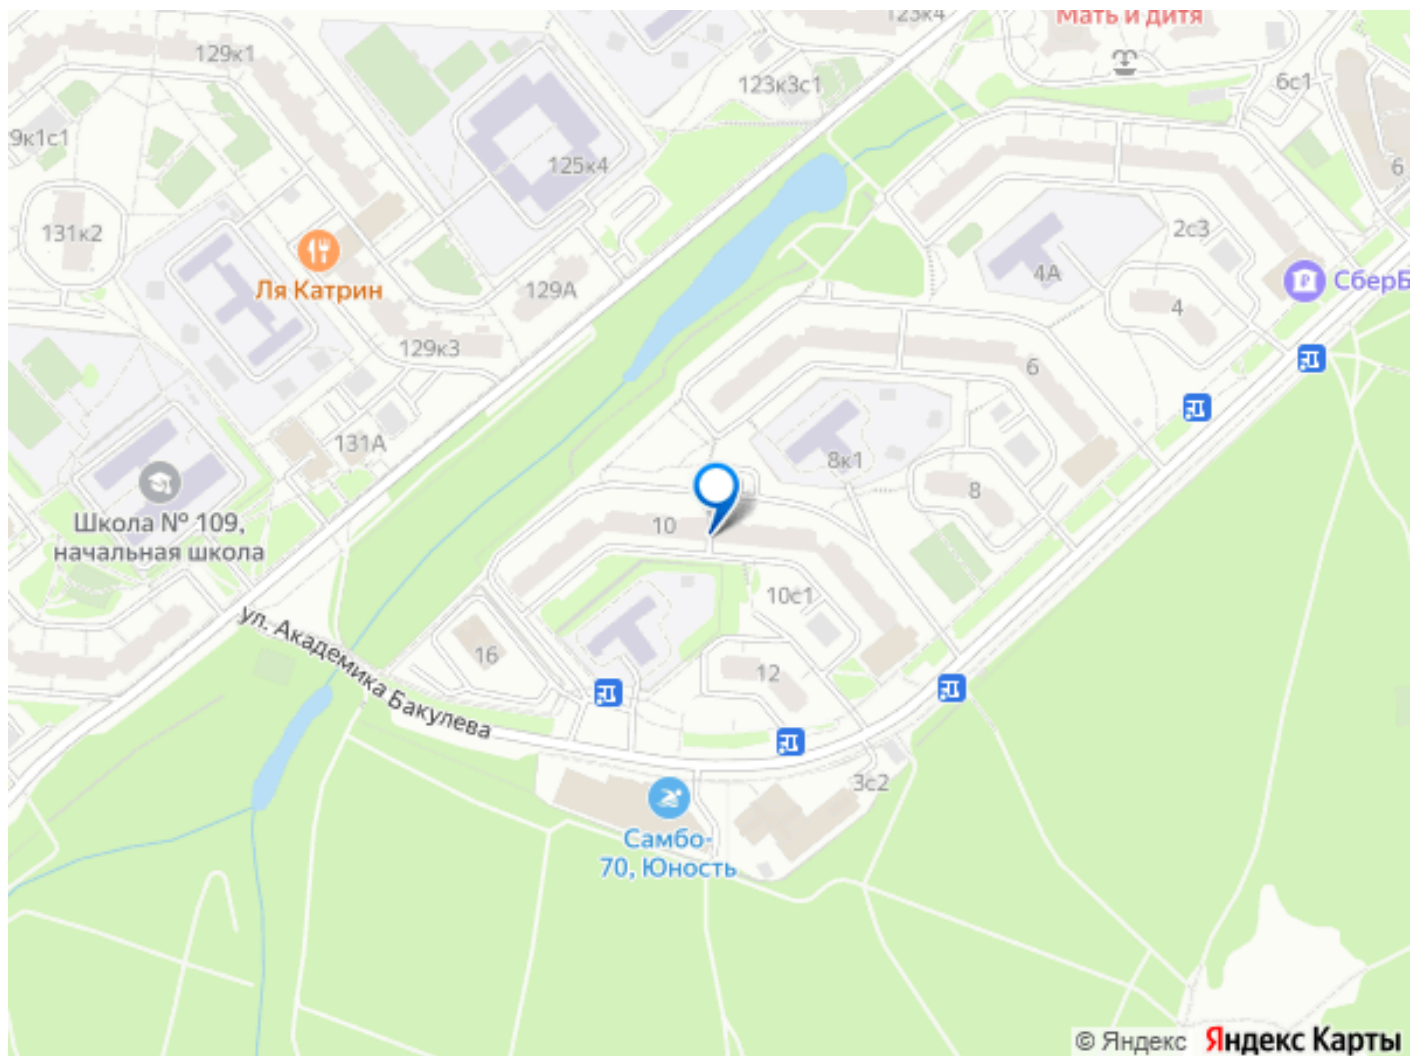 123к4
Мать и дитя
129к1
123к3с1
6с1
9к1с1
125к4
6
131к2
2с3
4А
СберБ
Ля Катрин
129А
4
129к3
6
131А
8к1
8
Школа № 109,
начальная школа
10
10с1
ул. Академика Бакулева
16
12
3с2
Самбо-
70, Юность
© Яндекс Яндекс Карты